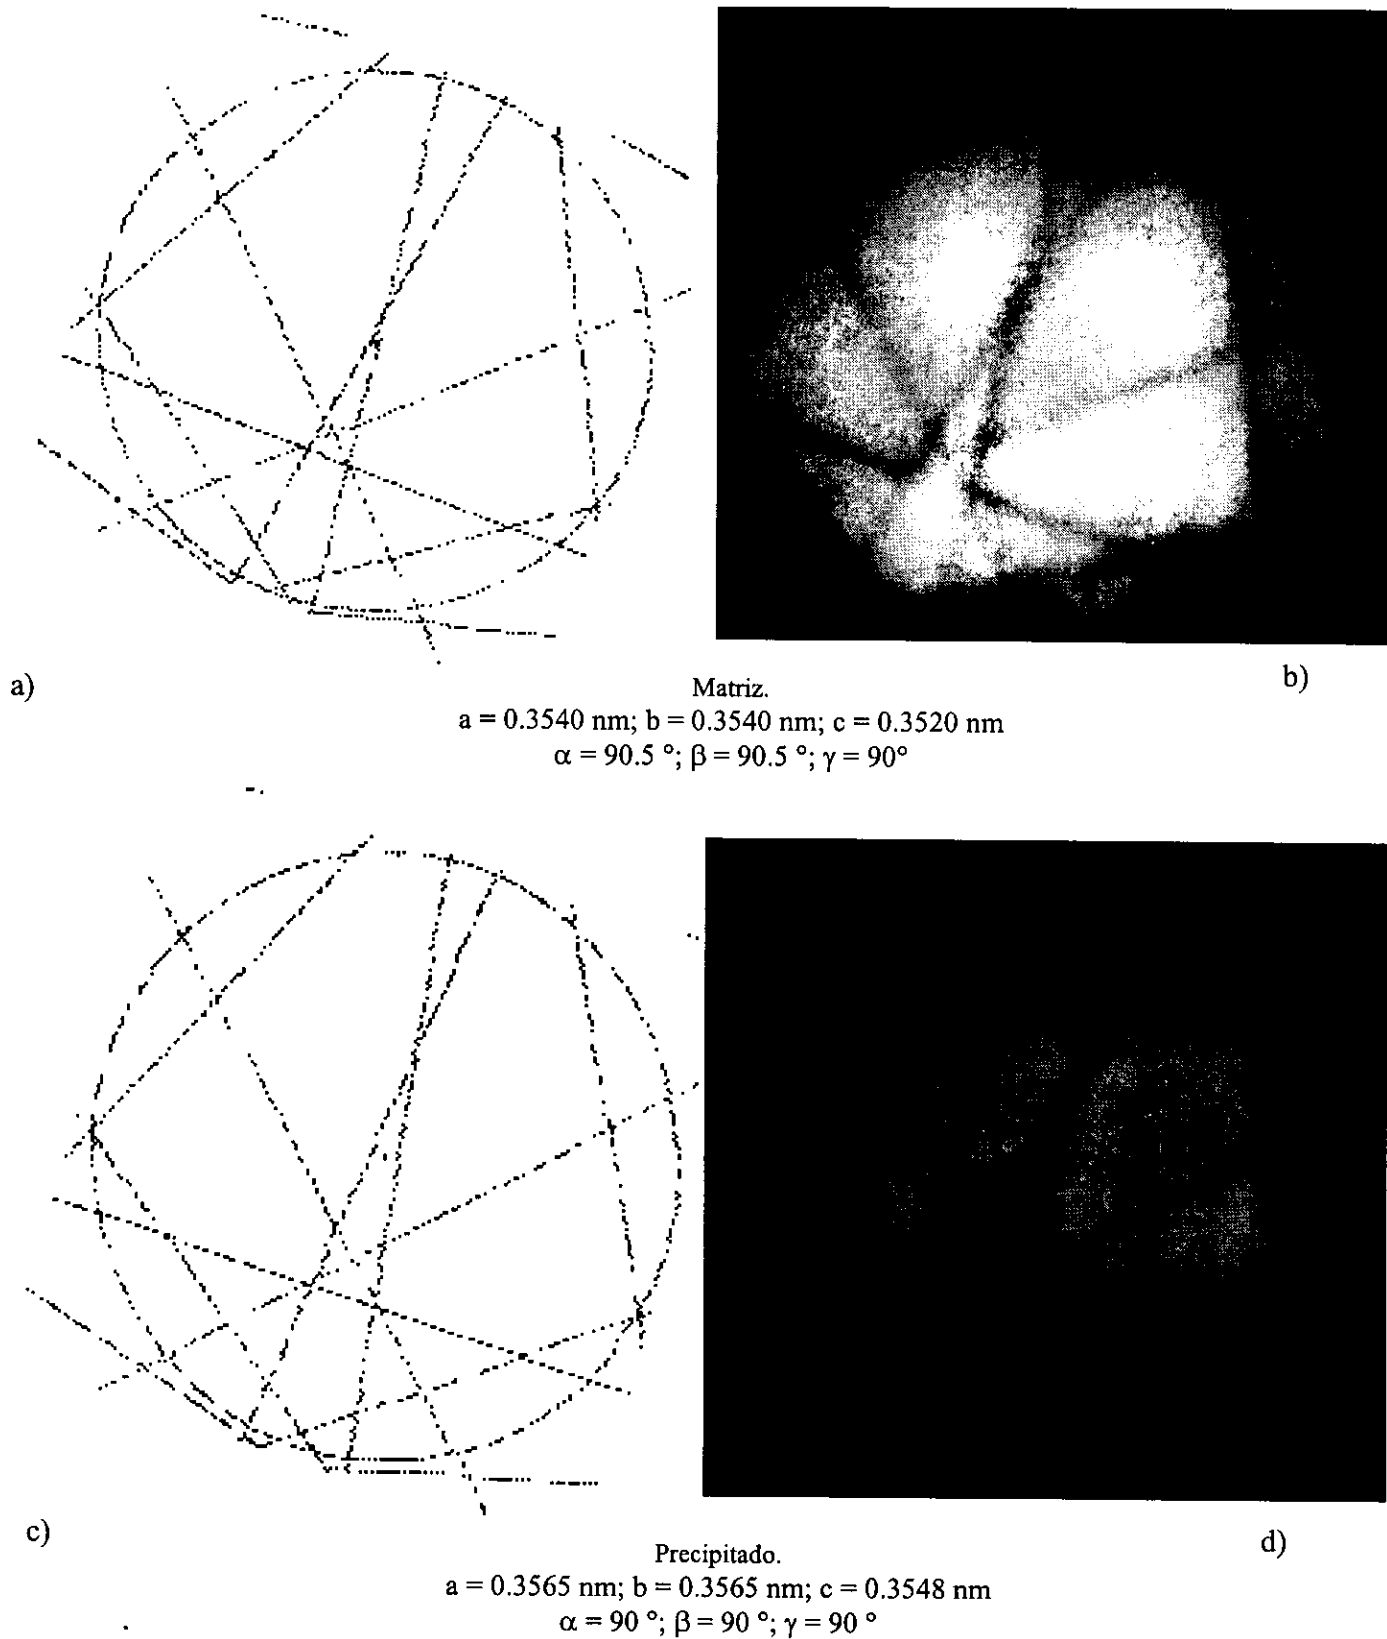 a)
b)
Matriz.
a = 0.3540 nm; b = 0.3540 nm; c = 0.3520 nm
α = 90.5 °; β = 90.5 °; γ = 90°
c)
d)
Precipitado.
a = 0.3565 nm; b = 0.3565 nm; c = 0.3548 nm
α = 90 °; β = 90 °; γ = 90 °